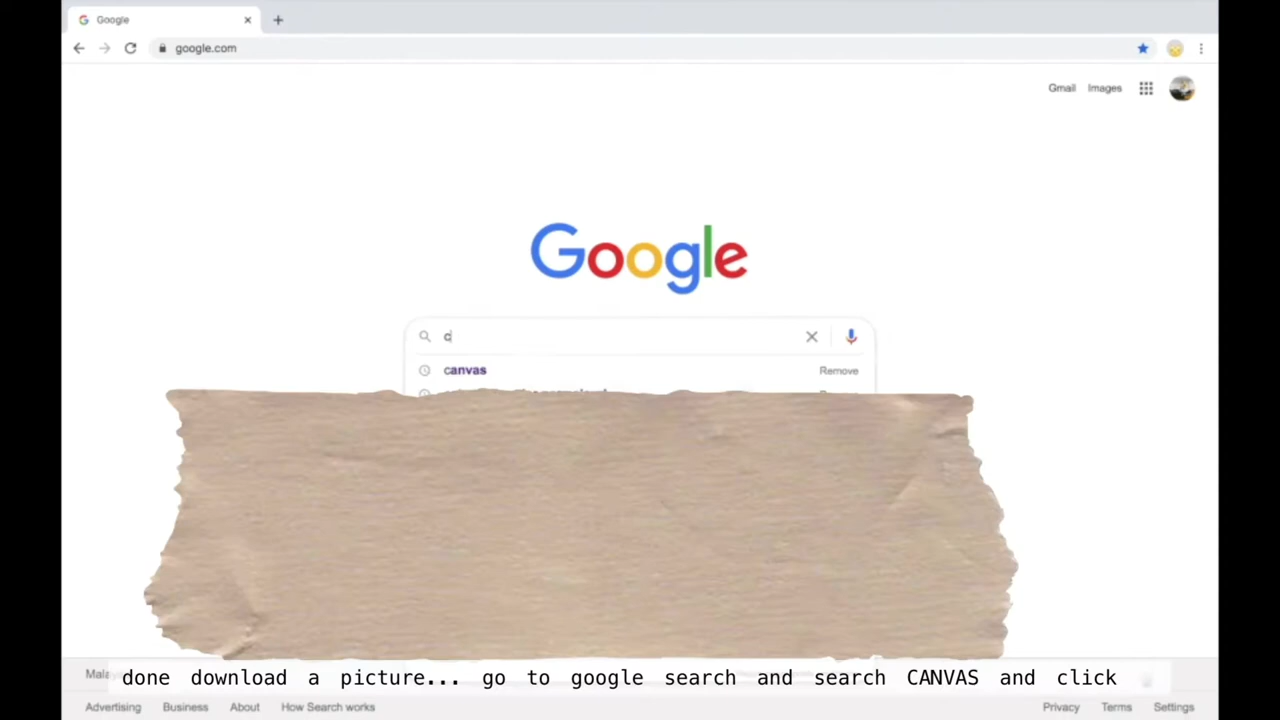 Google
google.com
Gmail Images
Google
c
canvas Remove
done download a picture... go to google search and search CANVAS and click
Advertising Business About How Search works Privacy Terms Settings